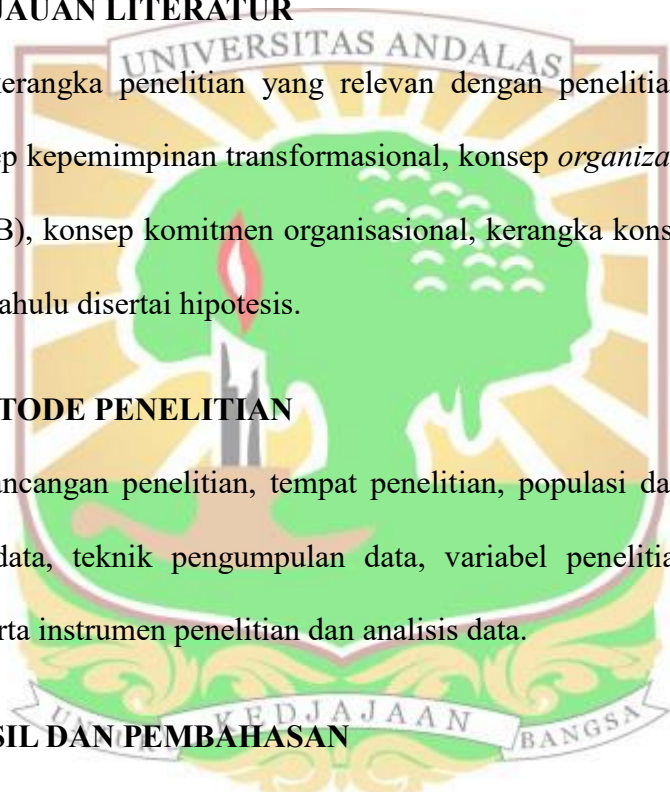 JAUAN LITERATUR
UNIVERSITAS ANDALAS
kerangka penelitian yang relevan dengan penelitia
ep kepemimpinan transformasional, konsep organiza
B), konsep komitmen organisasional, kerangka kons
ahulu disertai hipotesis.
TODE PENELITIAN
ancangan penelitian, tempat penelitian, populasi da
data, teknik pengumpulan data, variabel penelitia
rta instrumen penelitian dan analisis data.
UNTUK KEDJAJAAN BANGSA
SIL DAN PEMBAHASAN